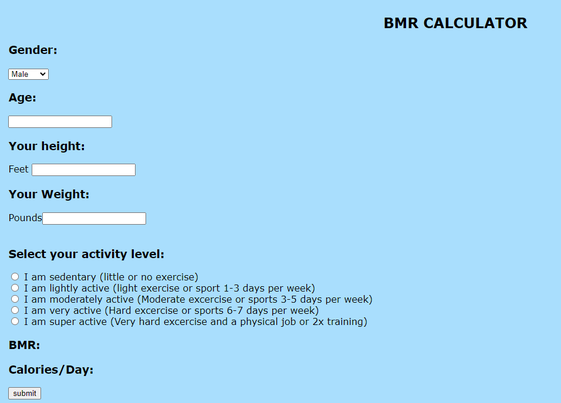 BMR CALCULATOR
Gender:
Male
Age:
Your height:
Feet
Your Weight:
Pounds
Select your activity level:
I am sedentary (little or no exercise)
I am lightly active (light exercise or sport 1-3 days per week)
I am moderately active (Moderate excercise or sports 3-5 days per week)
I am very active (Hard excercise or sports 6-7 days per week)
I am super active (Very hard excercise and a physical job or 2x training)
BMR:
Calories/Day:
submit